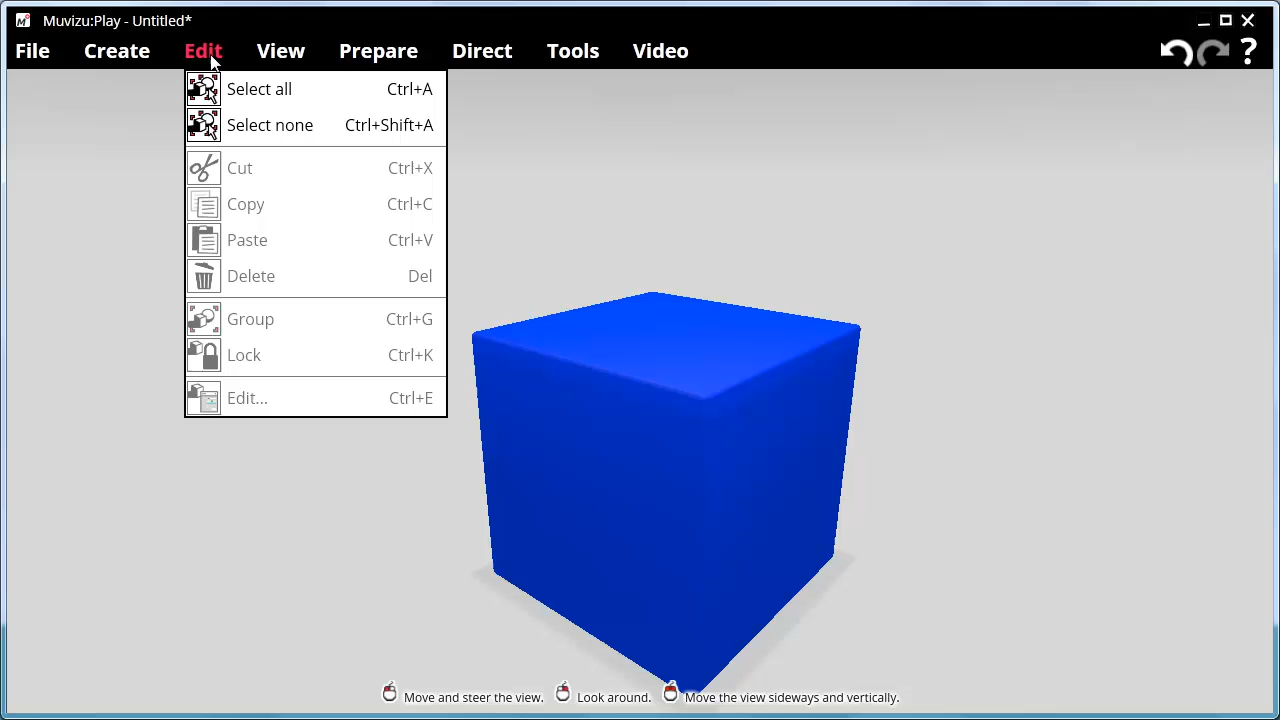 Muvizu:Play - Untitled*
File Create Edit View Prepare Direct Tools Video ?
Select all Ctrl+A
Select none Ctrl+Shift+A
Cut Ctrl+X
Copy Ctrl+C
Paste Ctrl+V
Delete Del
Group Ctrl+G
Lock Ctrl+K
Edit... Ctrl+E
Move and steer the view. Look around. Move the view sideways and vertically.